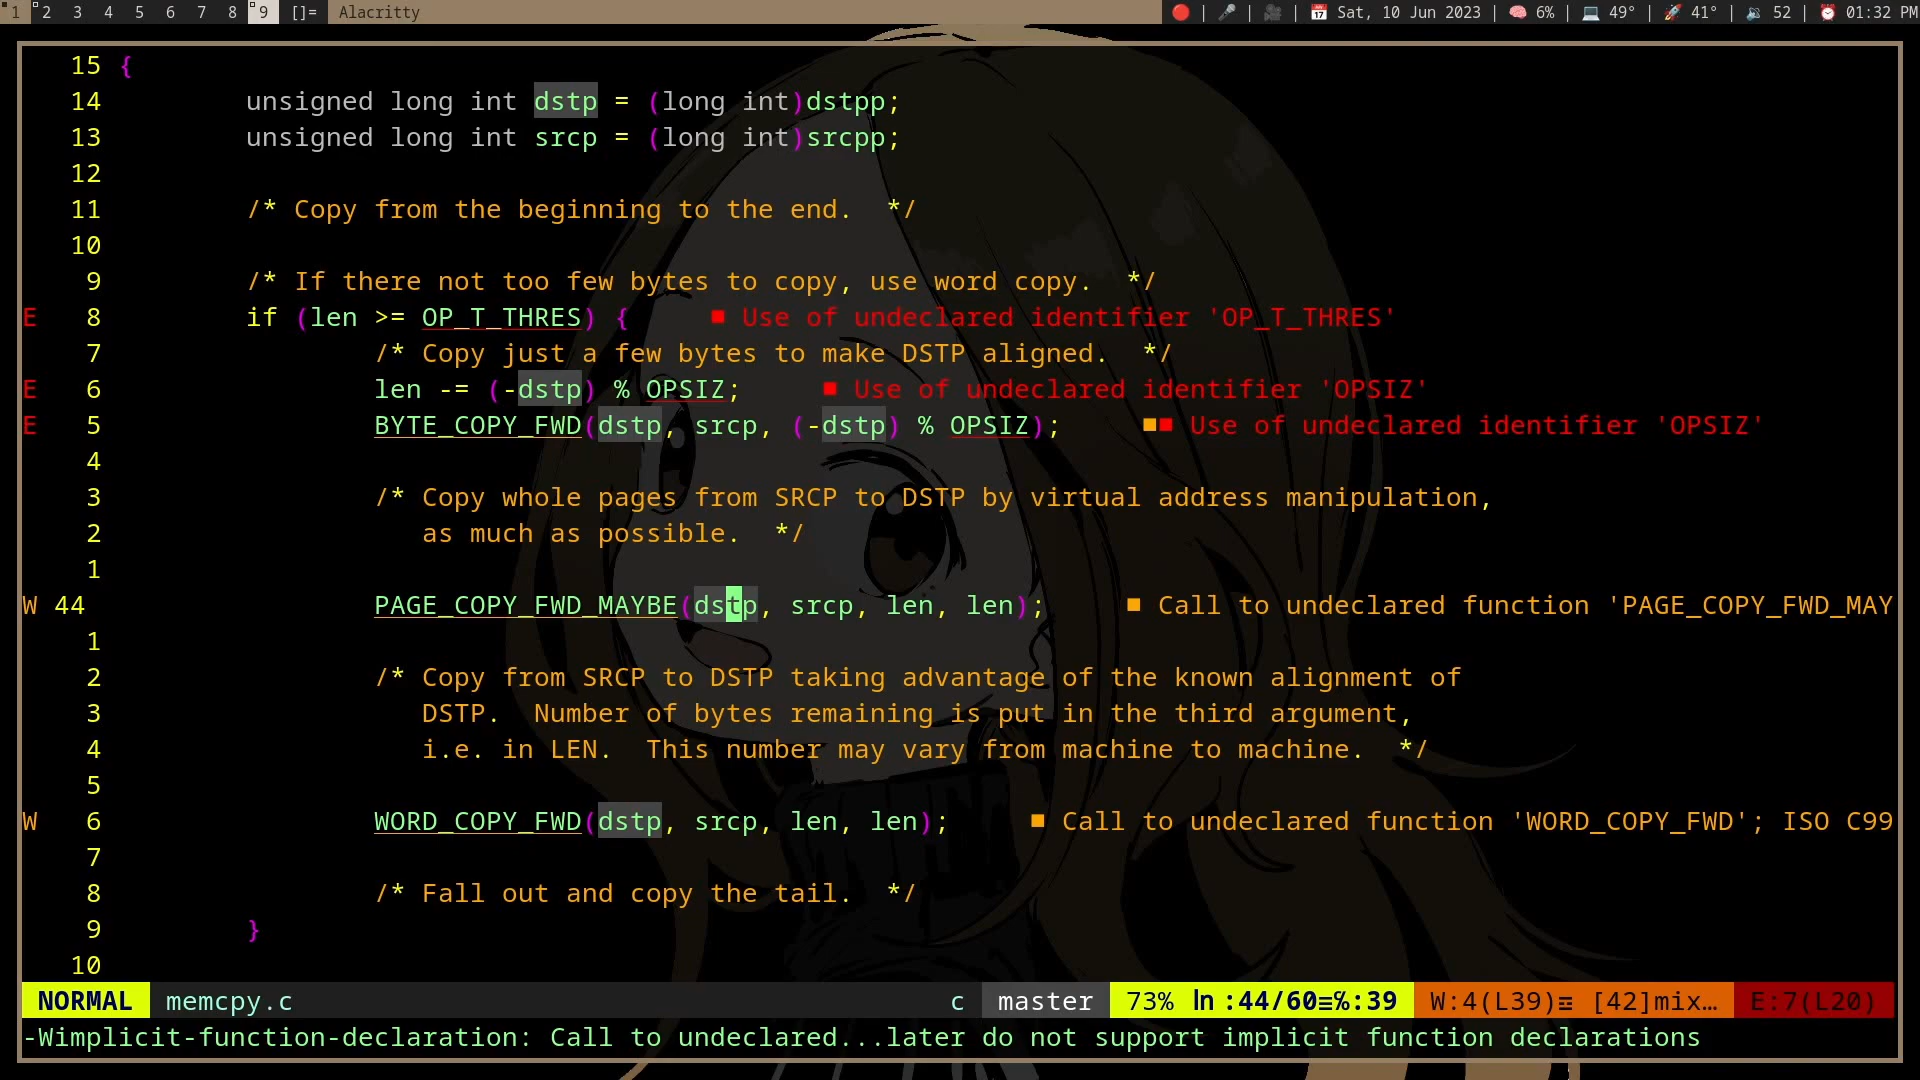 1 2 3 4 5 6 7 8 9 []= Alacritty | | | Sat, 10 Jun 2023 | 6% | 49° | 41° | 52 | 01:32 PM
15 {
14 unsigned long int dstp = (long int)dstpp;
13 unsigned long int srcp = (long int)srcpp;
12
11 /* Copy from the beginning to the end.  */
10
9 /* If there not too few bytes to copy, use word copy.  */
E 8 if (len >= OP_T_THRES) { ■ Use of undeclared identifier 'OP_T_THRES'
7 /* Copy just a few bytes to make DSTP aligned.  */
E 6 len -= (-dstp) % OPSIZ; ■ Use of undeclared identifier 'OPSIZ'
E 5 BYTE_COPY_FWD(dstp, srcp, (-dstp) % OPSIZ); ■■ Use of undeclared identifier 'OPSIZ'
4
3 /* Copy whole pages from SRCP to DSTP by virtual address manipulation,
2 as much as possible.  */
1
W 44 PAGE_COPY_FWD_MAYBE(dstp, srcp, len, len); ■ Call to undeclared function 'PAGE_COPY_FWD_MAY
1
2 /* Copy from SRCP to DSTP taking advantage of the known alignment of
3 DSTP.  Number of bytes remaining is put in the third argument,
4 i.e. in LEN.  This number may vary from machine to machine.  */
5
W 6 WORD_COPY_FWD(dstp, srcp, len, len); ■ Call to undeclared function 'WORD_COPY_FWD'; ISO C99
7
8 /* Fall out and copy the tail.  */
9 }
10
NORMAL memcpy.c c master 73% ln :44/60≡℅:39 W:4(L39)≡ [42]mix… E:7(L20)
-Wimplicit-function-declaration: Call to undeclared...later do not support implicit function declarations